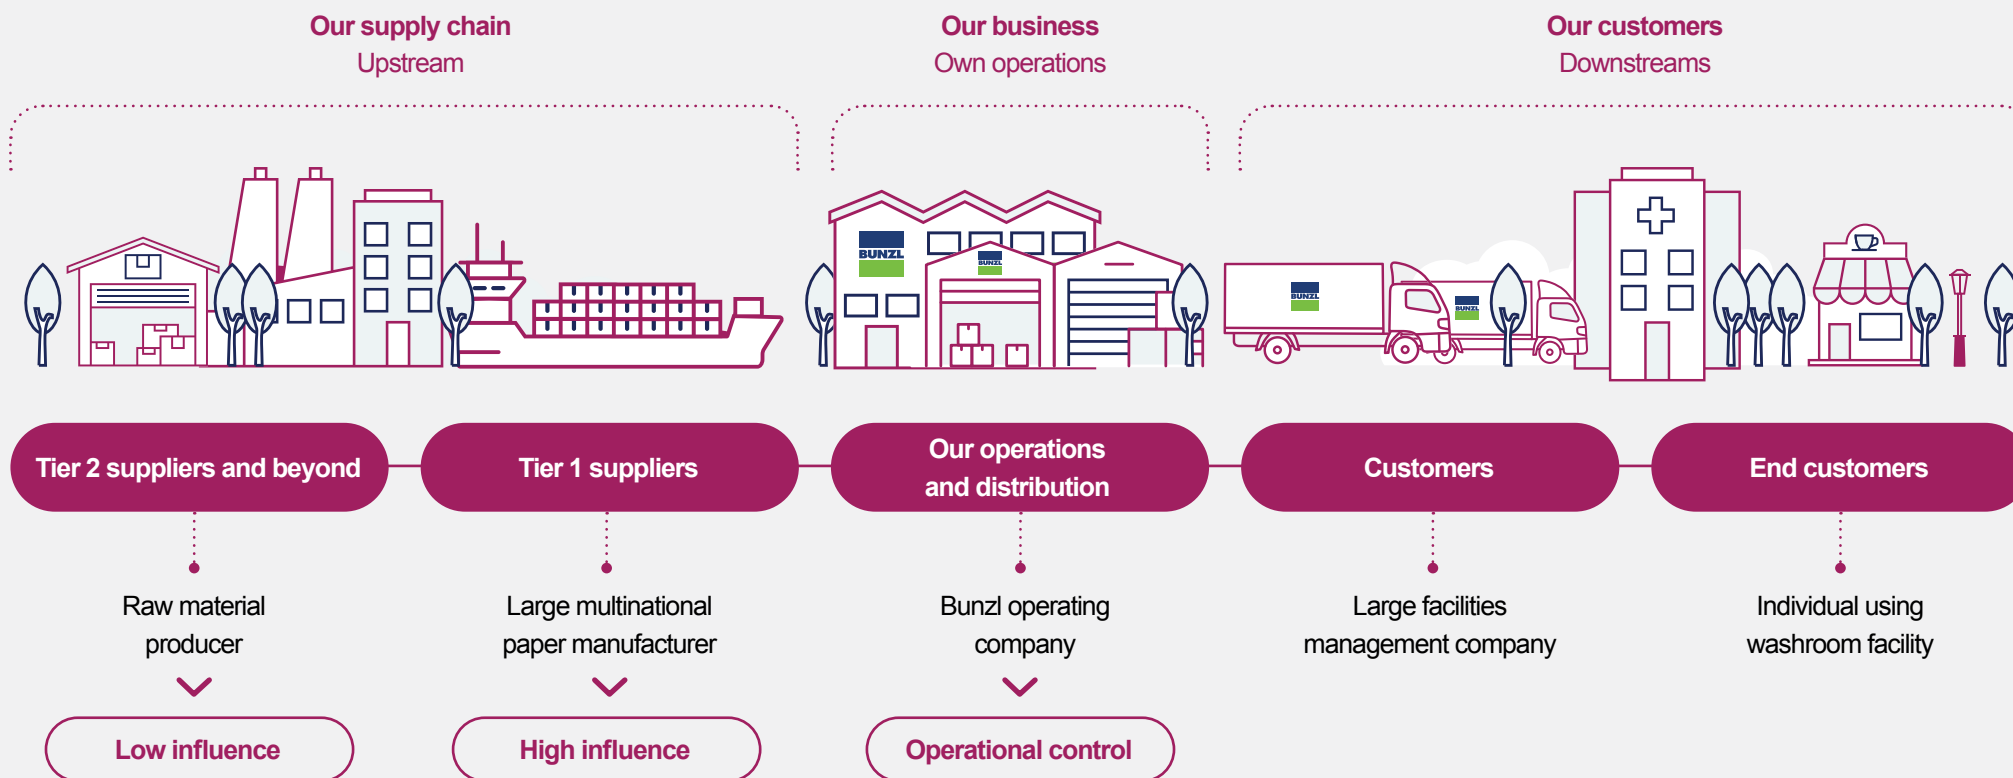 Our supply chain
Upstream
Our business
Own operations
Our customers
Downstreams
BUNZL
BUNZL
BUNZL
BUNZL
Tier 2 suppliers and beyond
Tier 1 suppliers
Our operations
and distribution
Customers
End customers
Raw material
producer
Large multinational
paper manufacturer
Bunzl operating
company
Large facilities
management company
Individual using
washroom facility
Low influence
High influence
Operational control